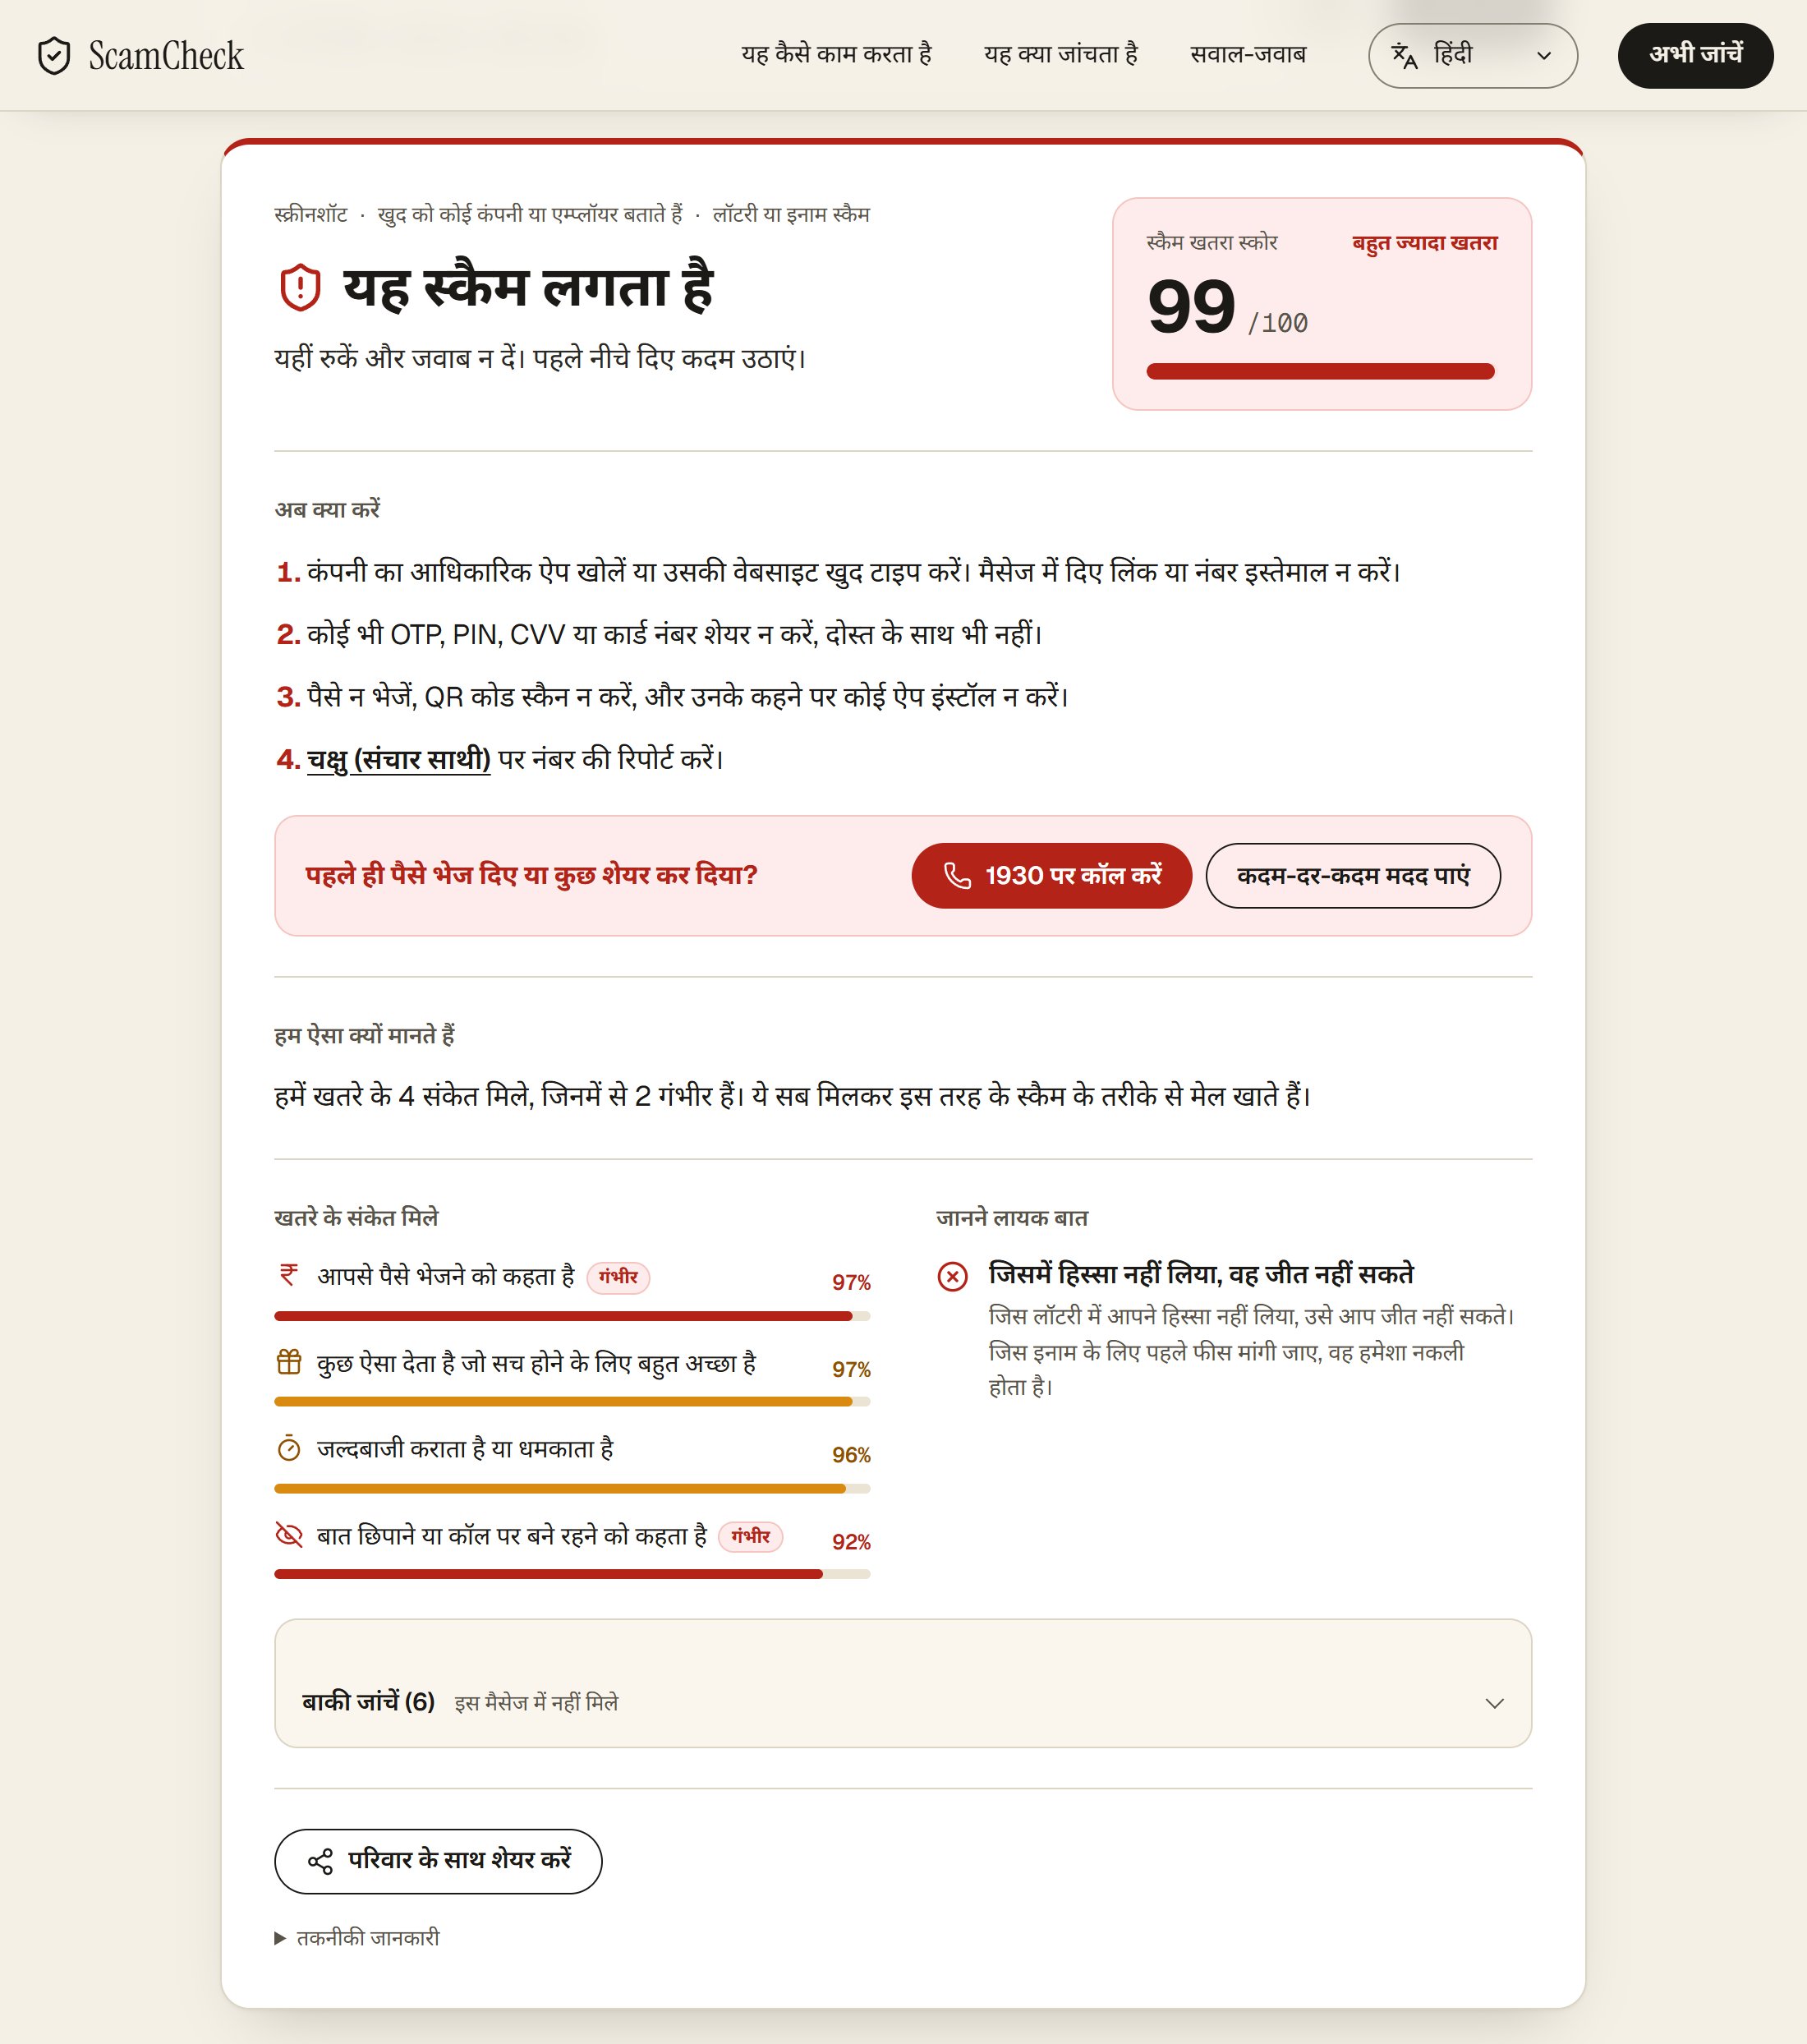 ScamCheck
यह कैसे काम करता है
यह क्या जांचता है
सवाल-जवाब
हिंदी
अभी जांचें
स्क्रीनशॉट · खुद को कोई कंपनी या एम्प्लॉयर बताते हैं · लॉटरी या इनाम स्कैम
यह स्कैम लगता है
यहीं रुकें और जवाब न दें। पहले नीचे दिए कदम उठाएं।
स्कैम खतरा स्कोर
बहुत ज्यादा खतरा
99 /100
अब क्या करें
1. कंपनी का आधिकारिक ऐप खोलें या उसकी वेबसाइट खुद टाइप करें। मैसेज में दिए लिंक या नंबर इस्तेमाल न करें।
2. कोई भी OTP, PIN, CVV या कार्ड नंबर शेयर न करें, दोस्त के साथ भी नहीं।
3. पैसे न भेजें, QR कोड स्कैन न करें, और उनके कहने पर कोई ऐप इंस्टॉल न करें।
4. चक्षु (संचार साथी) पर नंबर की रिपोर्ट करें।
पहले ही पैसे भेज दिए या कुछ शेयर कर दिया?
1930 पर कॉल करें
कदम-दर-कदम मदद पाएं
हम ऐसा क्यों मानते हैं
हमें खतरे के 4 संकेत मिले, जिनमें से 2 गंभीर हैं। ये सब मिलकर इस तरह के स्कैम के तरीके से मेल खाते हैं।
खतरे के संकेत मिले
आपसे पैसे भेजने को कहता है गंभीर 97%
कुछ ऐसा देता है जो सच होने के लिए बहुत अच्छा है 97%
जल्दबाजी कराता है या धमकाता है 96%
बात छिपाने या कॉल पर बने रहने को कहता है गंभीर 92%
जानने लायक बात
जिसमें हिस्सा नहीं लिया, वह जीत नहीं सकते
जिस लॉटरी में आपने हिस्सा नहीं लिया, उसे आप जीत नहीं सकते।
जिस इनाम के लिए पहले फीस मांगी जाए, वह हमेशा नकली
होता है।
बाकी जांचें (6) इस मैसेज में नहीं मिले
परिवार के साथ शेयर करें
तकनीकी जानकारी